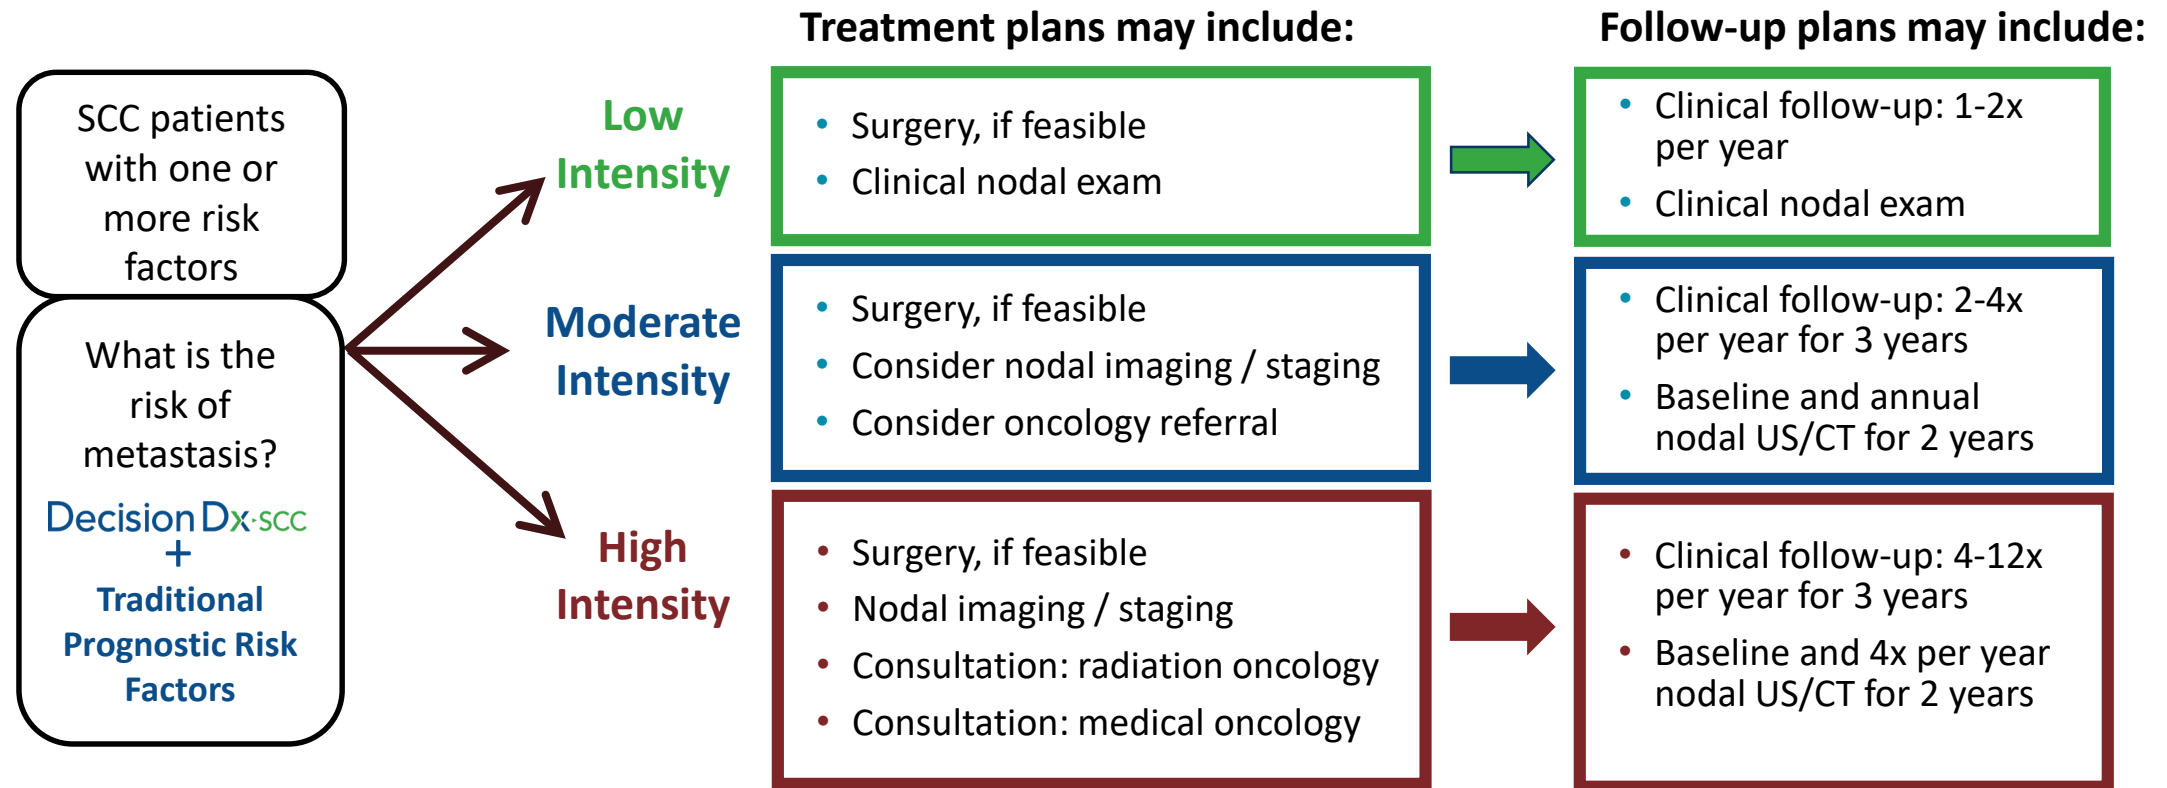 Treatment plans may include:
Follow-up plans may include:
SCC patients
with one or
more risk
factors
What is the
risk of
metastasis?
DecisionDx·SCC
+
Traditional
Prognostic Risk
Factors
Low
Intensity
• Surgery, if feasible
• Clinical nodal exam
• Clinical follow-up: 1-2x
per year
• Clinical nodal exam
Moderate
Intensity
• Surgery, if feasible
• Consider nodal imaging / staging
• Consider oncology referral
• Clinical follow-up: 2-4x
per year for 3 years
• Baseline and annual
nodal US/CT for 2 years
High
Intensity
• Surgery, if feasible
• Nodal imaging / staging
• Consultation: radiation oncology
• Consultation: medical oncology
• Clinical follow-up: 4-12x
per year for 3 years
• Baseline and 4x per year
nodal US/CT for 2 years